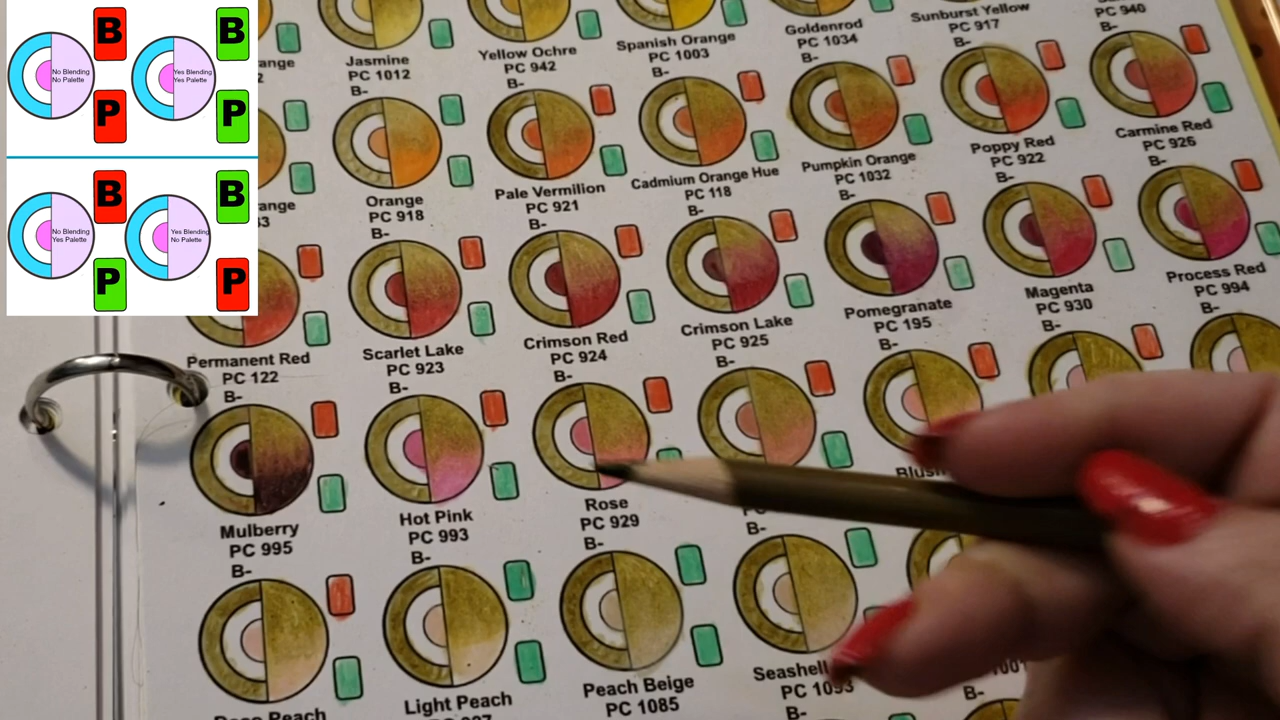 B
B
No Blending
No Palette
Yes Blending
Yes Palette
P
P
B
B
No Blending
Yes Palette
Yes Blending
No Palette
P
P
Jasmine
PC 1012
B-
Yellow Ochre
PC 942
B-
Spanish Orange
PC 1003
B-
Goldenrod
PC 1034
B-
Sunburst Yellow
PC 917
B-
PC 940
B-
Orange
PC 918
B-
Pale Vermilion
PC 921
B-
Cadmium Orange Hue
PC 118
B-
Pumpkin Orange
PC 1032
B-
Poppy Red
PC 922
B-
Carmine Red
PC 926
B-
Permanent Red
PC 122
B-
Scarlet Lake
PC 923
B-
Crimson Red
PC 924
B-
Crimson Lake
PC 925
B-
Pomegranate
PC 195
B-
Magenta
PC 930
B-
Process Red
PC 994
B-
Mulberry
PC 995
B-
Hot Pink
PC 993
B-
Rose
PC 929
B-
B-
Light Peach
Peach Beige
PC 1085
Seashell
PC 1093
B-
B-